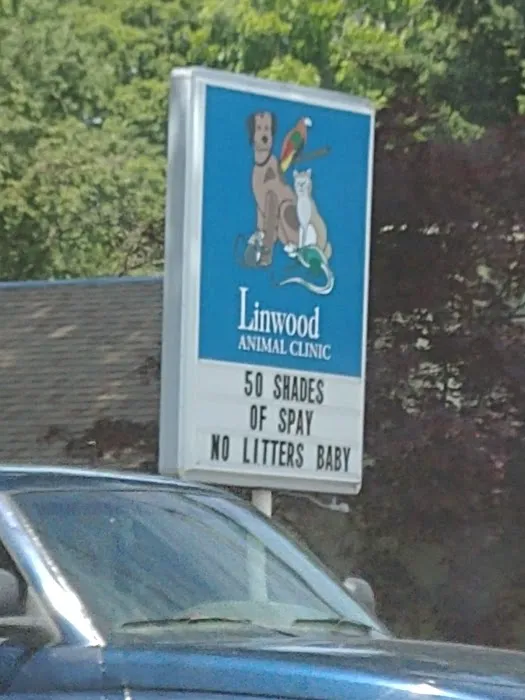 Linwood
ANIMAL CLINIC
50 SHADES
OF SPAY
NO LITTERS BABY